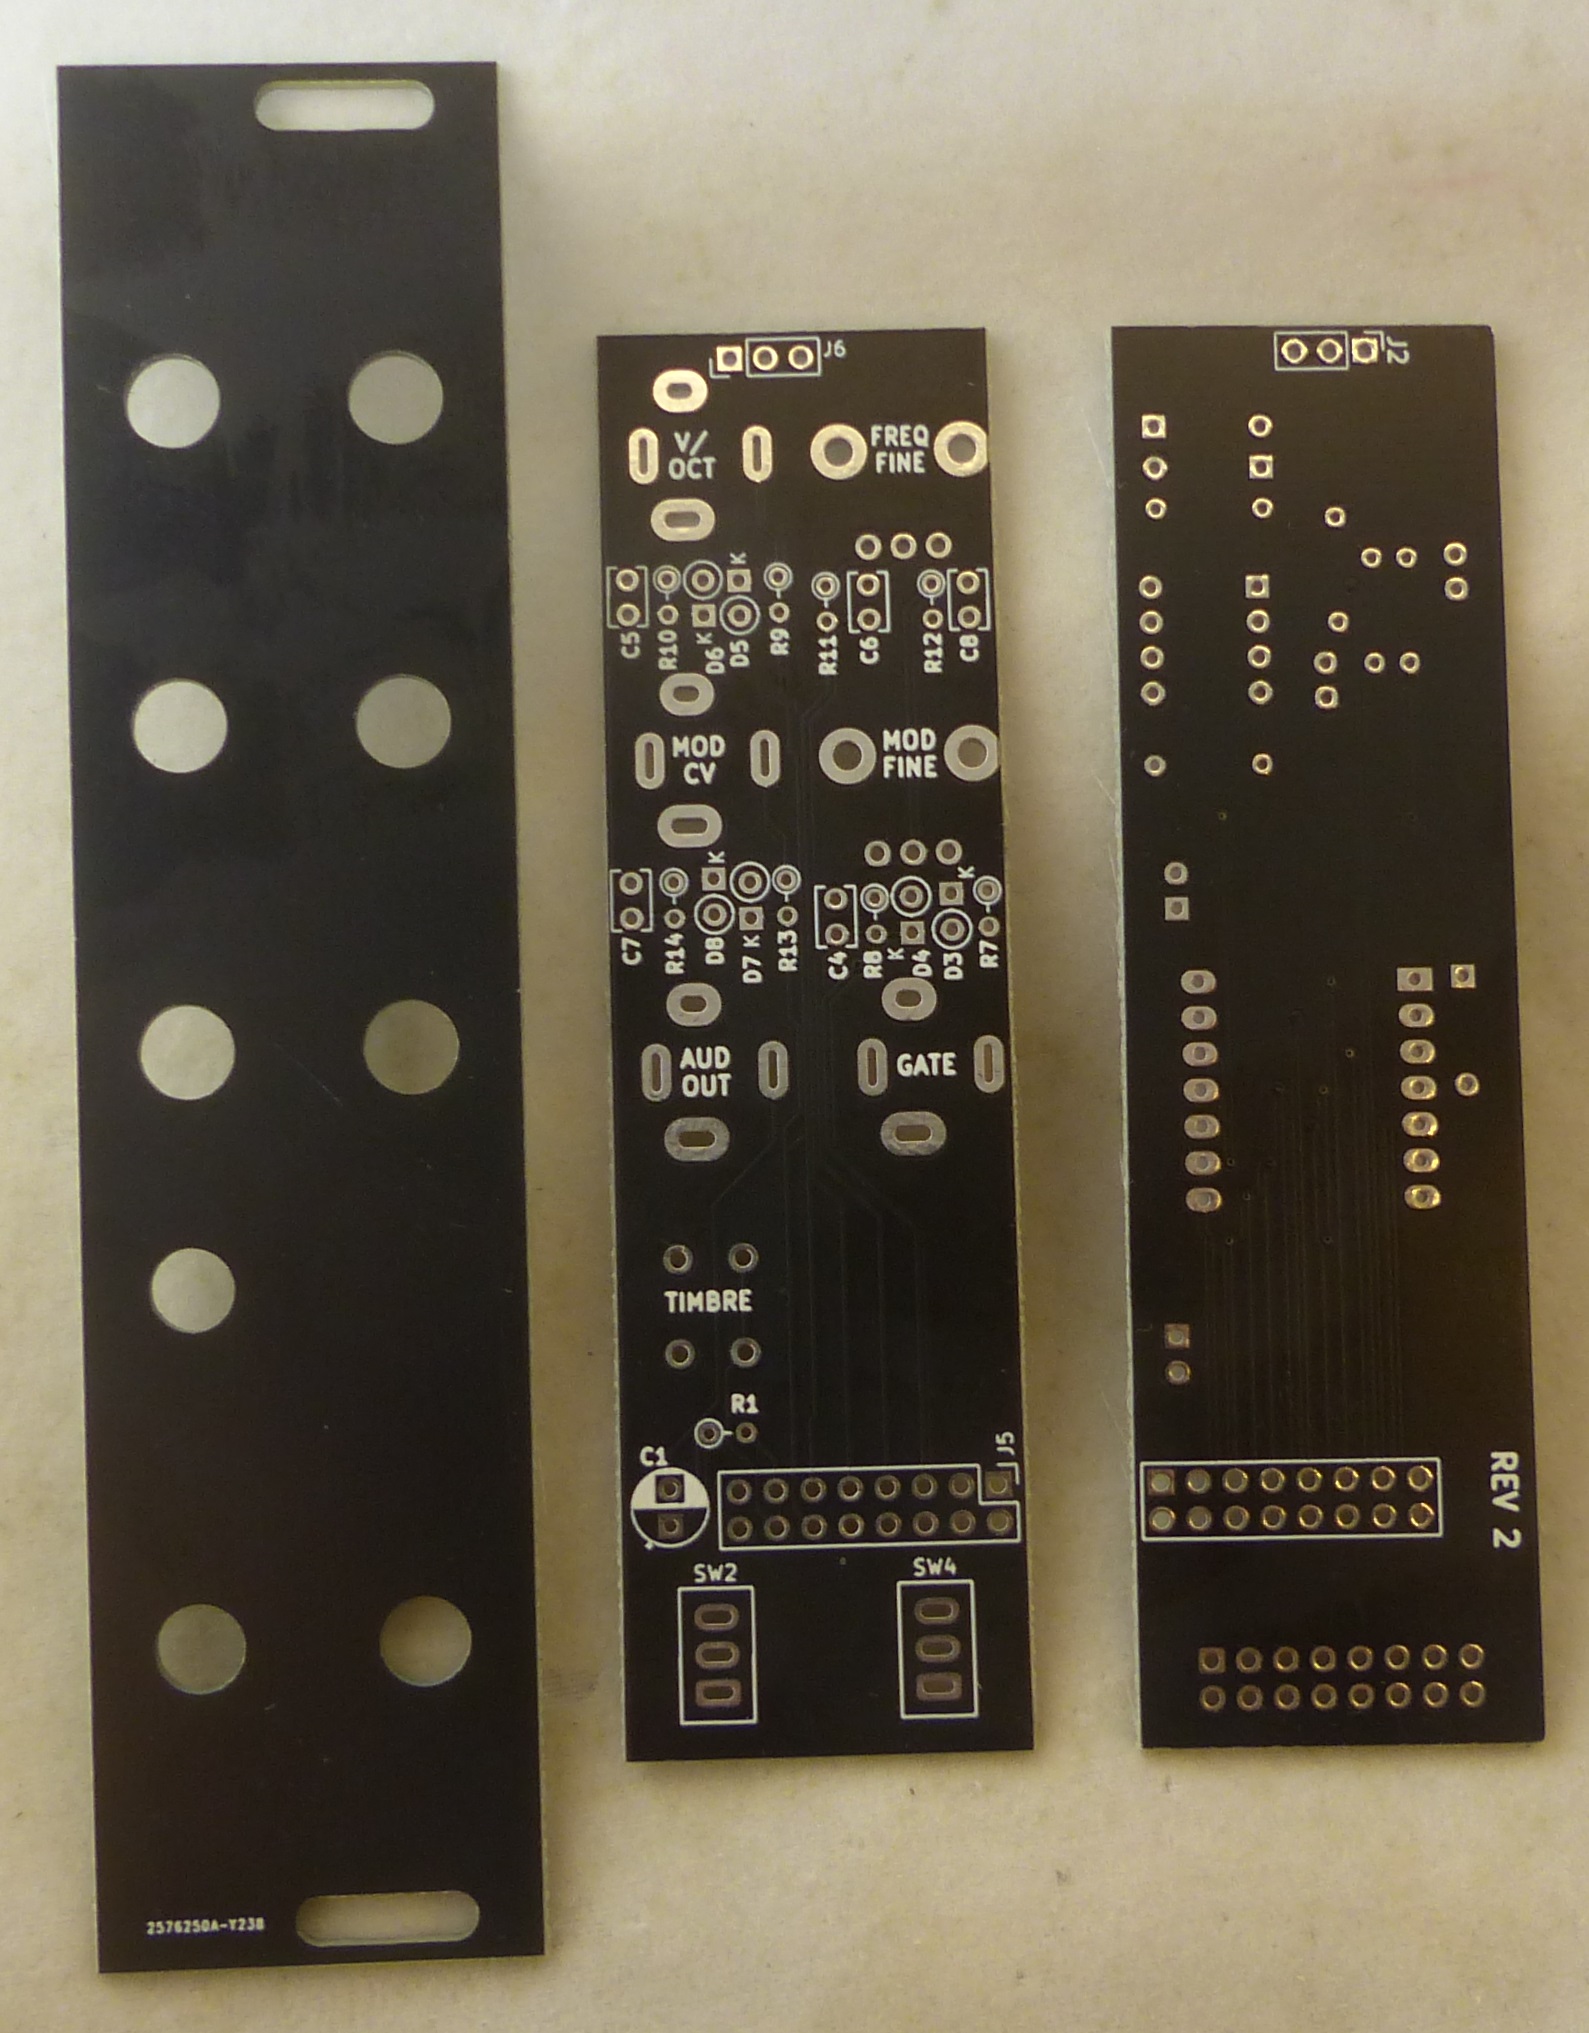 2576250A-Y238
J6
V/
OCT
FREQ
FINE
K
C5
R10
D6
K
D5
R9
R11
C6
R12
C8
MOD
CV
MOD
FINE
K
K
C7
R14
D8
D7
K
R13
C4
R8
K
D4
D3
R7
AUD
OUT
GATE
TIMBRE
R1
C1
J5
SW2
SW4
J2
REV 2